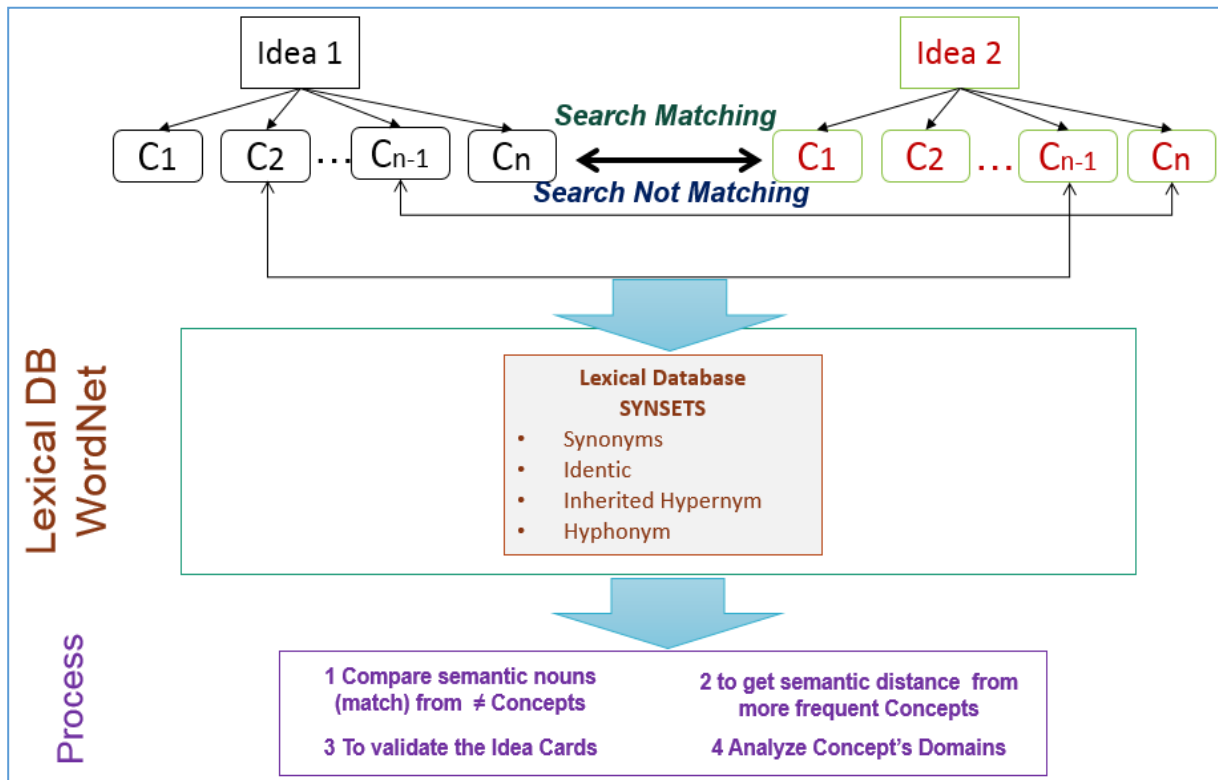 Idea 1
Idea 2
C1
C2
...
Cn-1
Cn
Search Matching
Search Not Matching
C1
C2
...
Cn-1
Cn
Lexical DB
WordNet
Lexical Database
SYNSETS
• Synonyms
• Identic
• Inherited Hypernym
• Hyphonym
Process
1 Compare semantic nouns
(match) from ≠ Concepts
2 to get semantic distance from
more frequent Concepts
3 To validate the Idea Cards
4 Analyze Concept's Domains